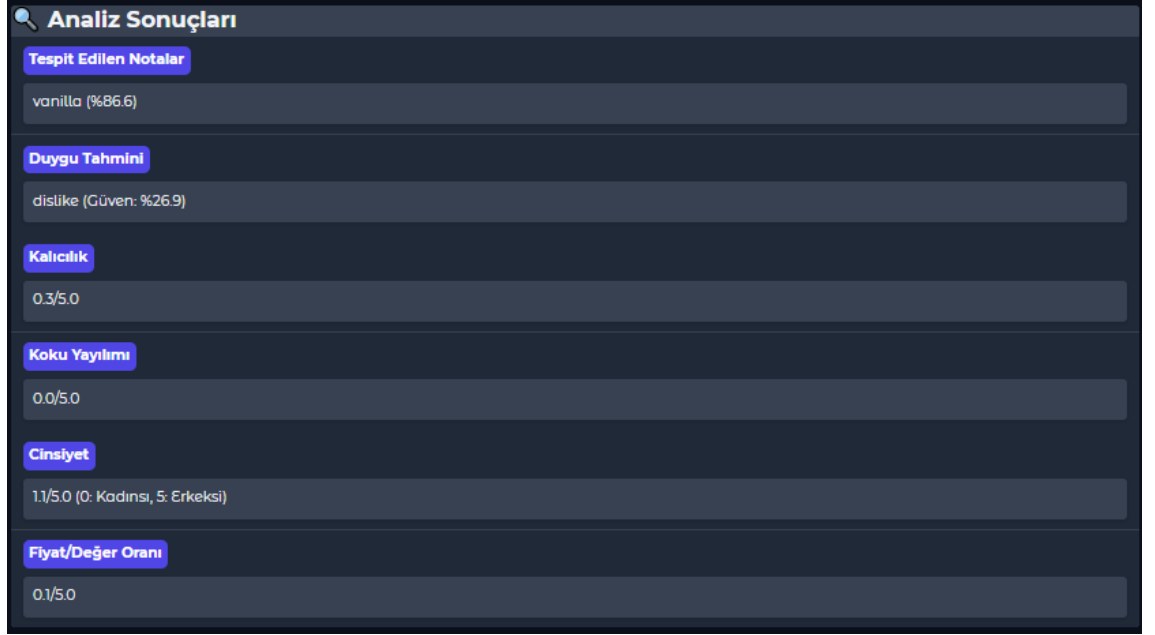 Analiz Sonuçları
Tespit Edilen Notalar
vanilla (%86.6)
Duygu Tahmini
dislike (Güven: %26.9)
Kalıcılık
0.3/5.0
Koku Yayılımı
0.0/5.0
Cinsiyet
1.1/5.0 (0: Kadınsı, 5: Erkeksi)
Fiyat/Değer Oranı
0.1/5.0